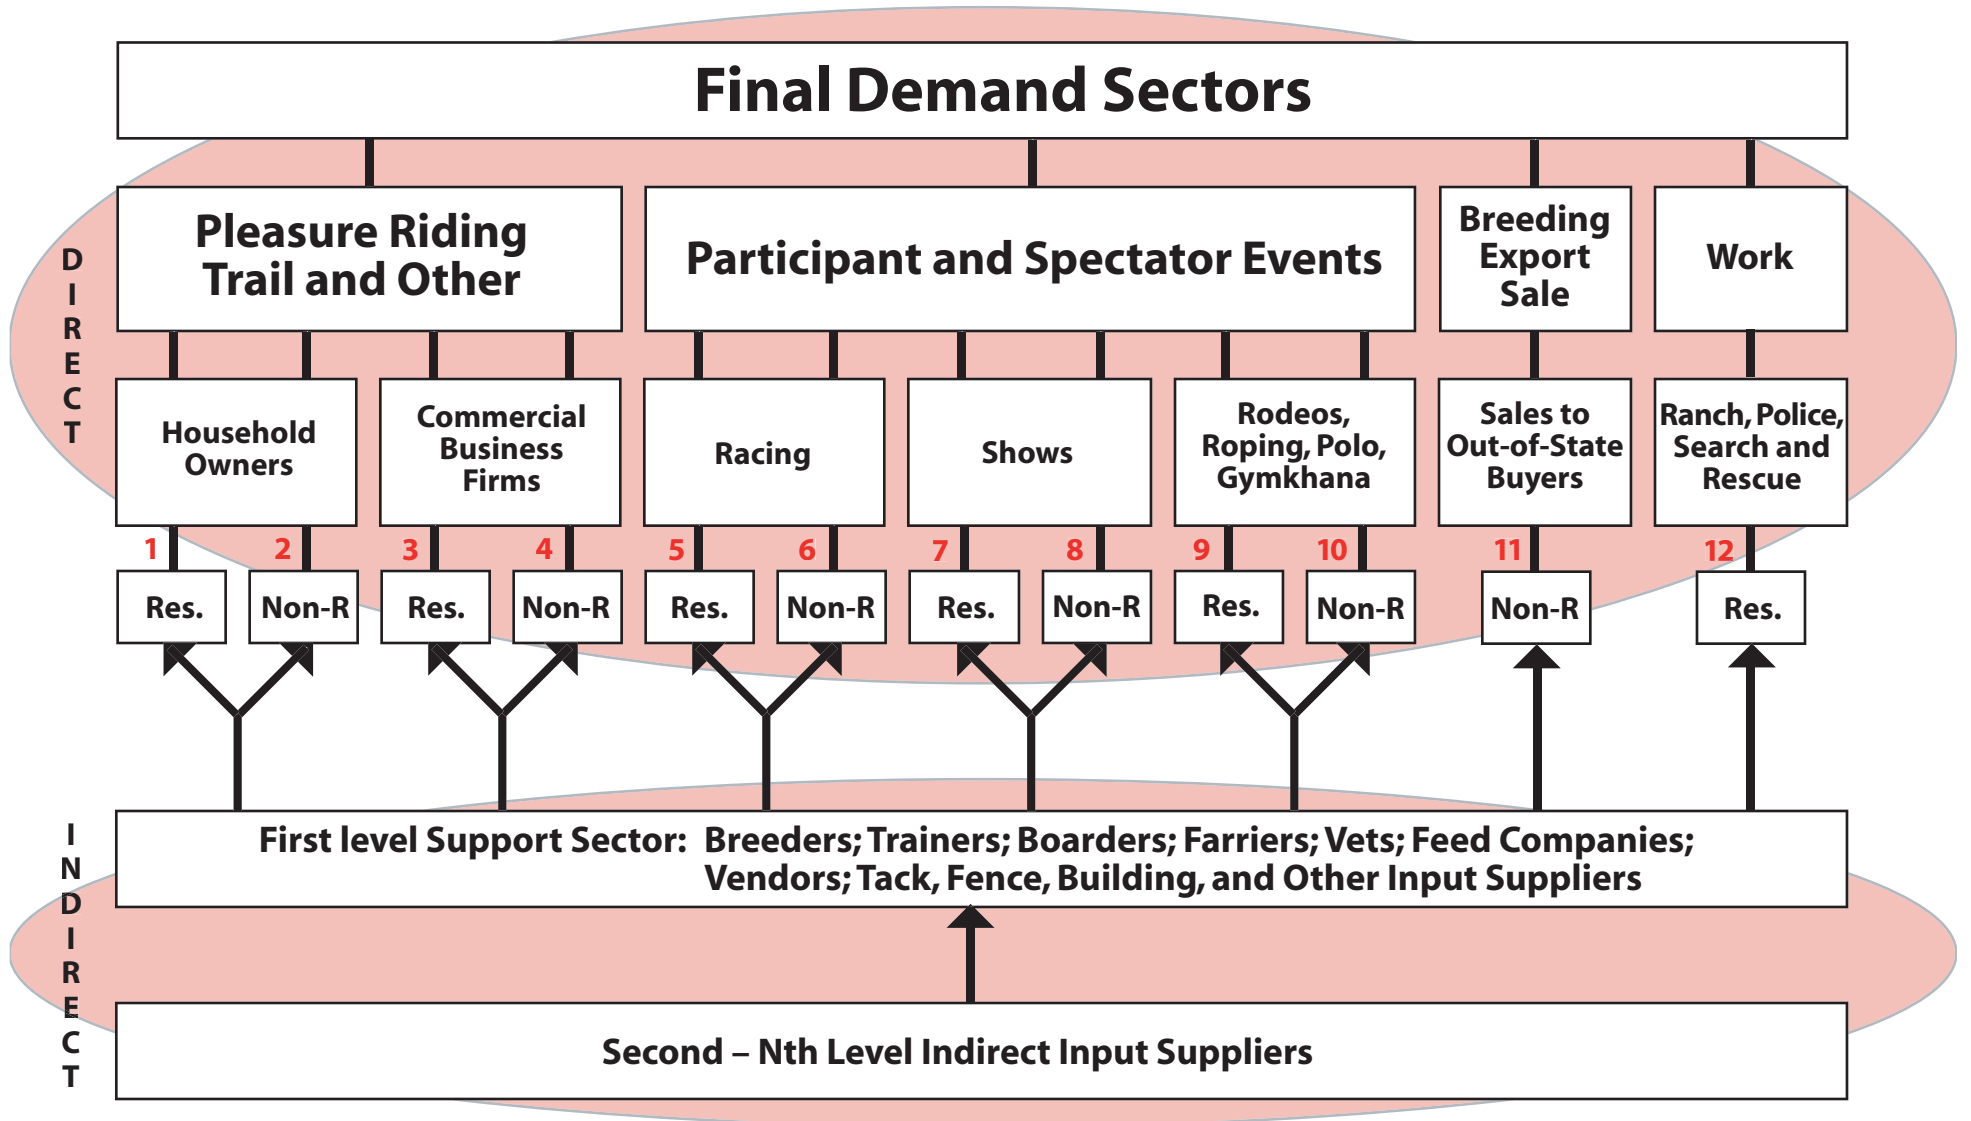 Final Demand Sectors
D
I
R
E
C
T
Pleasure Riding
Trail and Other
Participant and Spectator Events
Breeding
Export
Sale
Work
Household
Owners
Commercial
Business
Firms
Racing
Shows
Rodeos,
Roping, Polo,
Gymkhana
Sales to
Out-of-State
Buyers
Ranch, Police,
Search and
Rescue
1 2 3 4 5 6 7 8 9 10 11 12
Res. Non-R Res. Non-R Res. Non-R Res. Non-R Res. Non-R Non-R Res.
I
N
D
I
R
E
C
T
First level Support Sector: Breeders; Trainers; Boarders; Farriers; Vets; Feed Companies;
Vendors; Tack, Fence, Building, and Other Input Suppliers
Second – Nth Level Indirect Input Suppliers